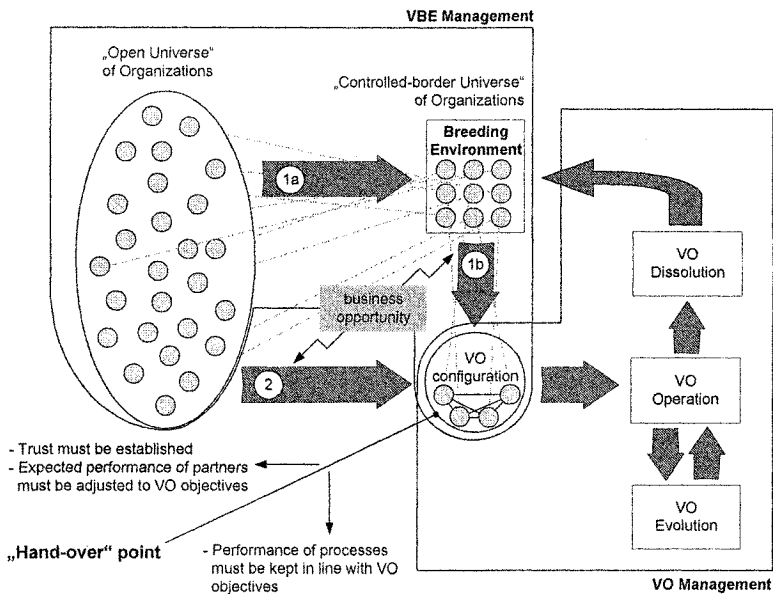 VBE Management
„Open Universe“
of Organizations
„Controlled-border Universe“
of Organizations
Breeding
Environment
1a
1b
business
opportunity
2
VO
configuration
VO
Dissolution
VO
Operation
VO
Evolution
- Trust must be established
- Expected performance of partners
must be adjusted to VO objectives
„Hand-over“ point
- Performance of processes
must be kept in line with VO
objectives
VO Management